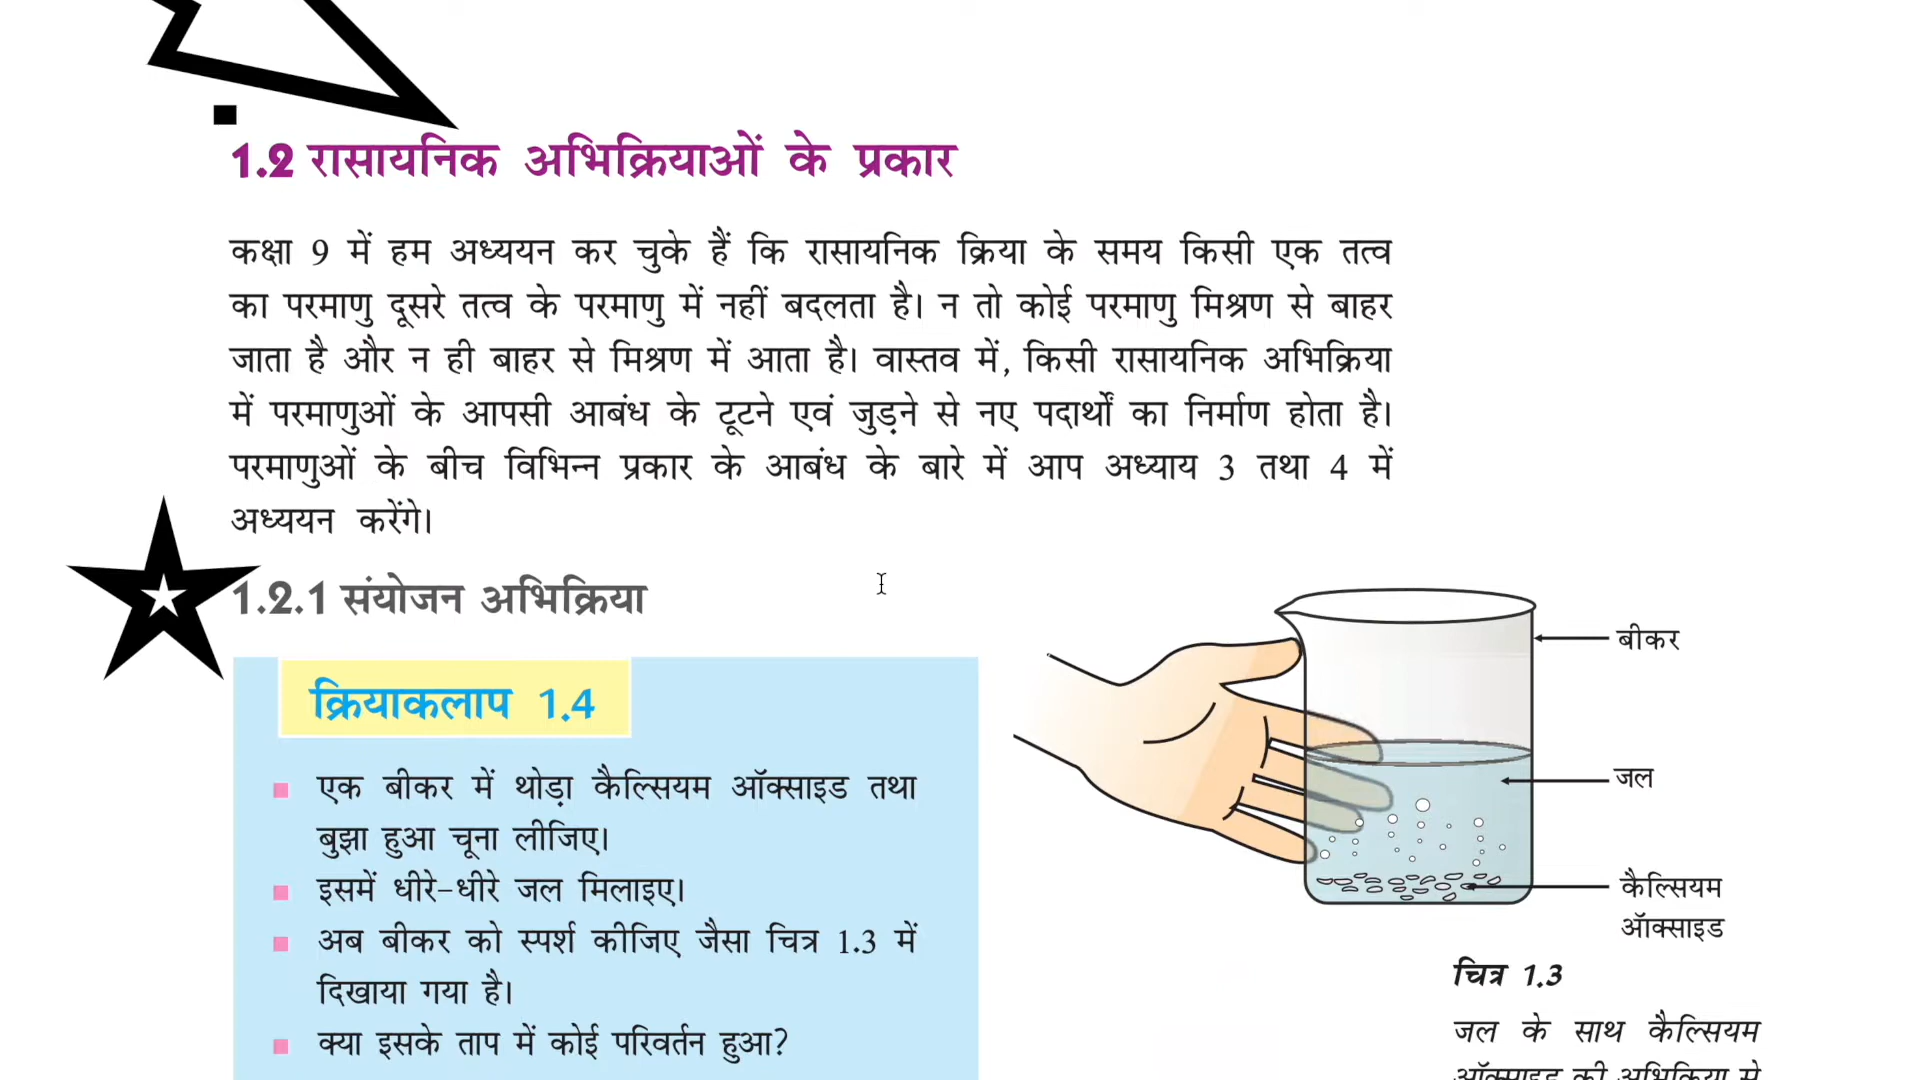 1.2 रासायनिक अभिक्रियाओं के प्रकार
कक्षा 9 में हम अध्ययन कर चुके हैं कि रासायनिक क्रिया के समय किसी एक तत्व
का परमाणु दूसरे तत्व के परमाणु में नहीं बदलता है। न तो कोई परमाणु मिश्रण से बाहर
जाता है और न ही बाहर से मिश्रण में आता है। वास्तव में, किसी रासायनिक अभिक्रिया
में परमाणुओं के आपसी आबंध के टूटने एवं जुड़ने से नए पदार्थों का निर्माण होता है।
परमाणुओं के बीच विभिन्न प्रकार के आबंध के बारे में आप अध्याय 3 तथा 4 में
अध्ययन करेंगे।
1.2.1 संयोजन अभिक्रिया
क्रियाकलाप 1.4
एक बीकर में थोड़ा कैल्सियम ऑक्साइड तथा
बुझा हुआ चूना लीजिए।
इसमें धीरे-धीरे जल मिलाइए।
अब बीकर को स्पर्श कीजिए जैसा चित्र 1.3 में
दिखाया गया है।
क्या इसके ताप में कोई परिवर्तन हुआ?
बीकर
जल
कैल्सियम
ऑक्साइड
चित्र 1.3
जल के साथ कैल्सियम
ऑक्साइड की अभिक्रिया से